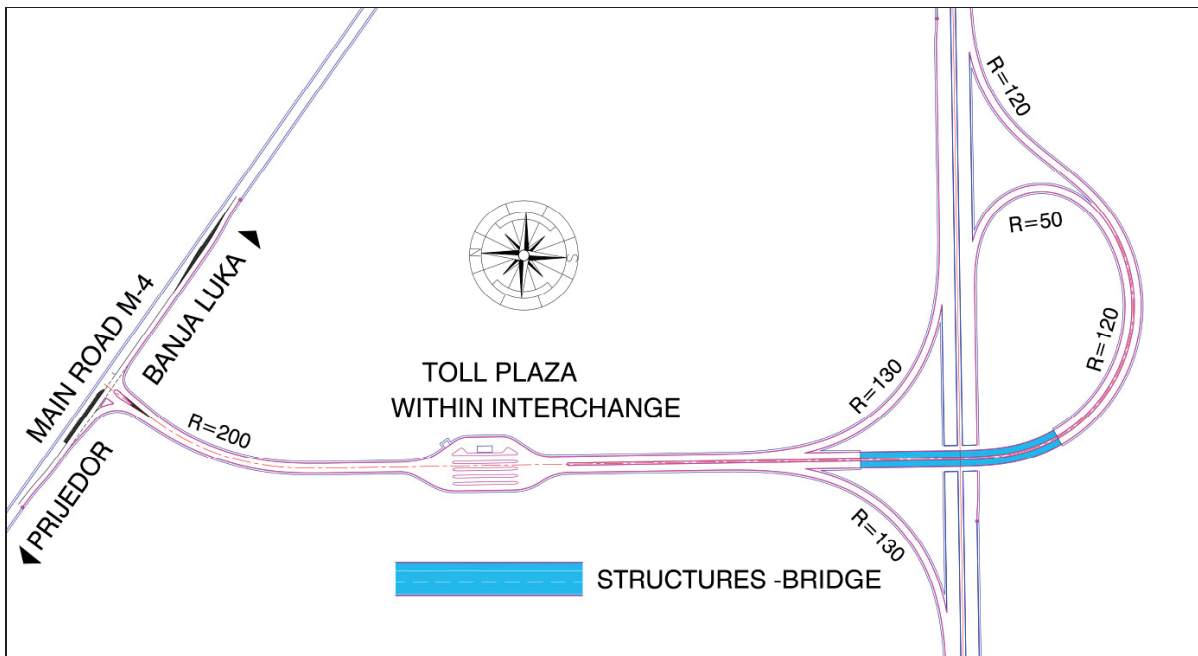 R=120
R=50
MAIN ROAD M-4
BANJA LUKA
N
S
R=120
TOLL PLAZA
WITHIN INTERCHANGE
R=130
R=200
PRIJEDOR
R=130
STRUCTURES -BRIDGE